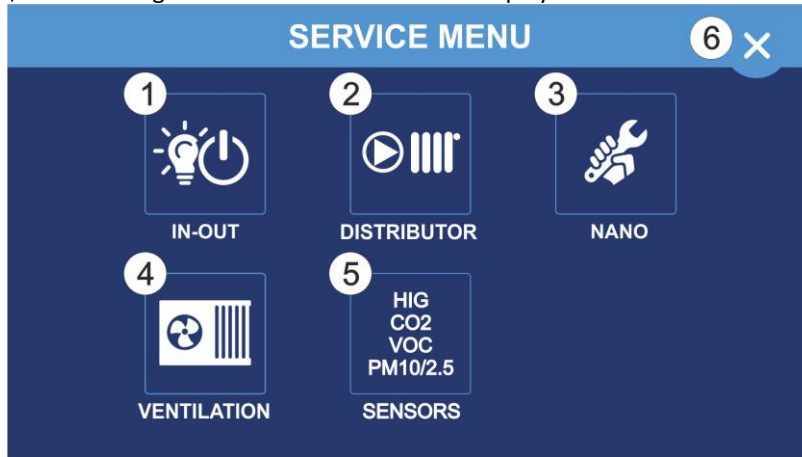 SERVICE MENU
6
1
2
3
IN-OUT
DISTRIBUTOR
NANO
4
5
HIG
CO2
VOC
PM10/2.5
VENTILATION
SENSORS